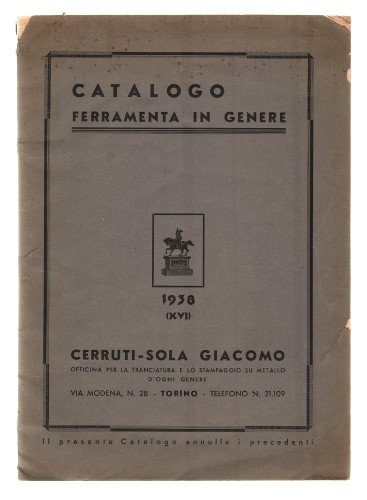 CATALOGO
FERRAMENTA IN GENERE
1938
(XVI)
CERRUTI-SOLA GIACOMO
OFFICINA PER LA TRANCIATURA E LO STAMPAGGIO SU METALLO
D'OGNI GENERE
VIA MODENA, N. 28 - TORINO - TELEFONO N. 21,109
Il presente Catalogo annulla i precedenti